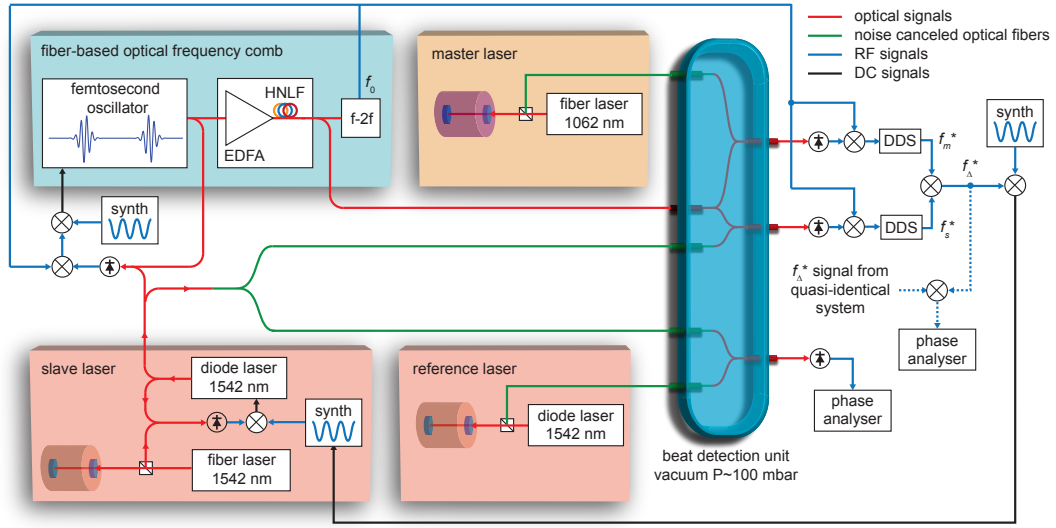 optical signals
noise canceled optical fibers
RF signals
DC signals
fiber-based optical frequency comb
femtosecond
oscillator
HNLF
EDFA
f-2f
f₀
master laser
fiber laser
1062 nm
synth
DDS
fₘ*
f_Δ*
synth
DDS
fₛ*
f_Δ* signal from
quasi-identical
system
phase
analyser
slave laser
diode laser
1542 nm
synth
fiber laser
1542 nm
reference laser
diode laser
1542 nm
phase
analyser
beat detection unit
vacuum P~100 mbar